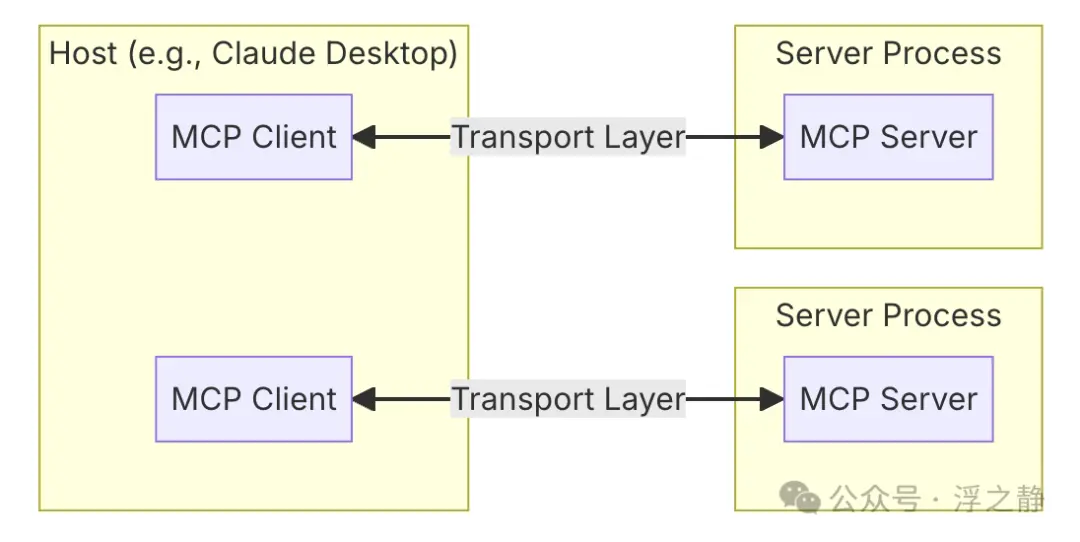 Host (e.g., Claude Desktop)
Server Process
MCP Client
Transport Layer
MCP Server
Server Process
MCP Client
Transport Layer
MCP Server
公众号 · 浮之静